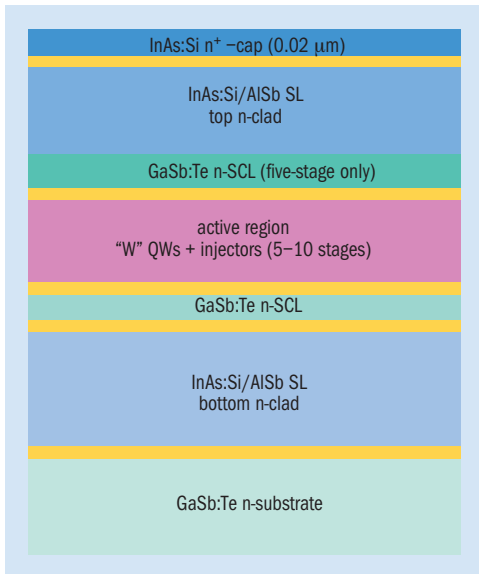 InAs:Si n⁺ −cap (0.02 μm)
InAs:Si/AlSb SL
top n-clad
GaSb:Te n-SCL (five-stage only)
active region
“W” QWs + injectors (5−10 stages)
GaSb:Te n-SCL
InAs:Si/AlSb SL
bottom n-clad
GaSb:Te n-substrate